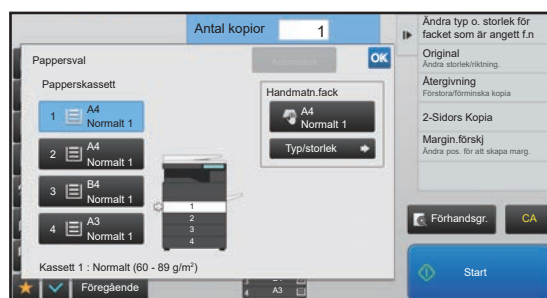 Antal kopior 1
Pappersval
Automatisk
OK
Papperskassett
1 A4
Normalt 1
2 A4
Normalt 1
3 B4
Normalt 1
4 A3
Normalt 1
1
2
3
4
Handmatn.fack
A4
Normalt 1
Typ/storlek
Kassett 1 : Normalt (60 - 89 g/m²)
Föregående
4 A3
Ändra typ o. storlek för
facket som är angett f.n
Original
Ändra storlek/riktning.
Återgivning
Förstora/förminska kopia
2-Sidors Kopia
Margin.förskj
Ändra pos. för att skapa marg.
Förhandsgr.
CA
Start